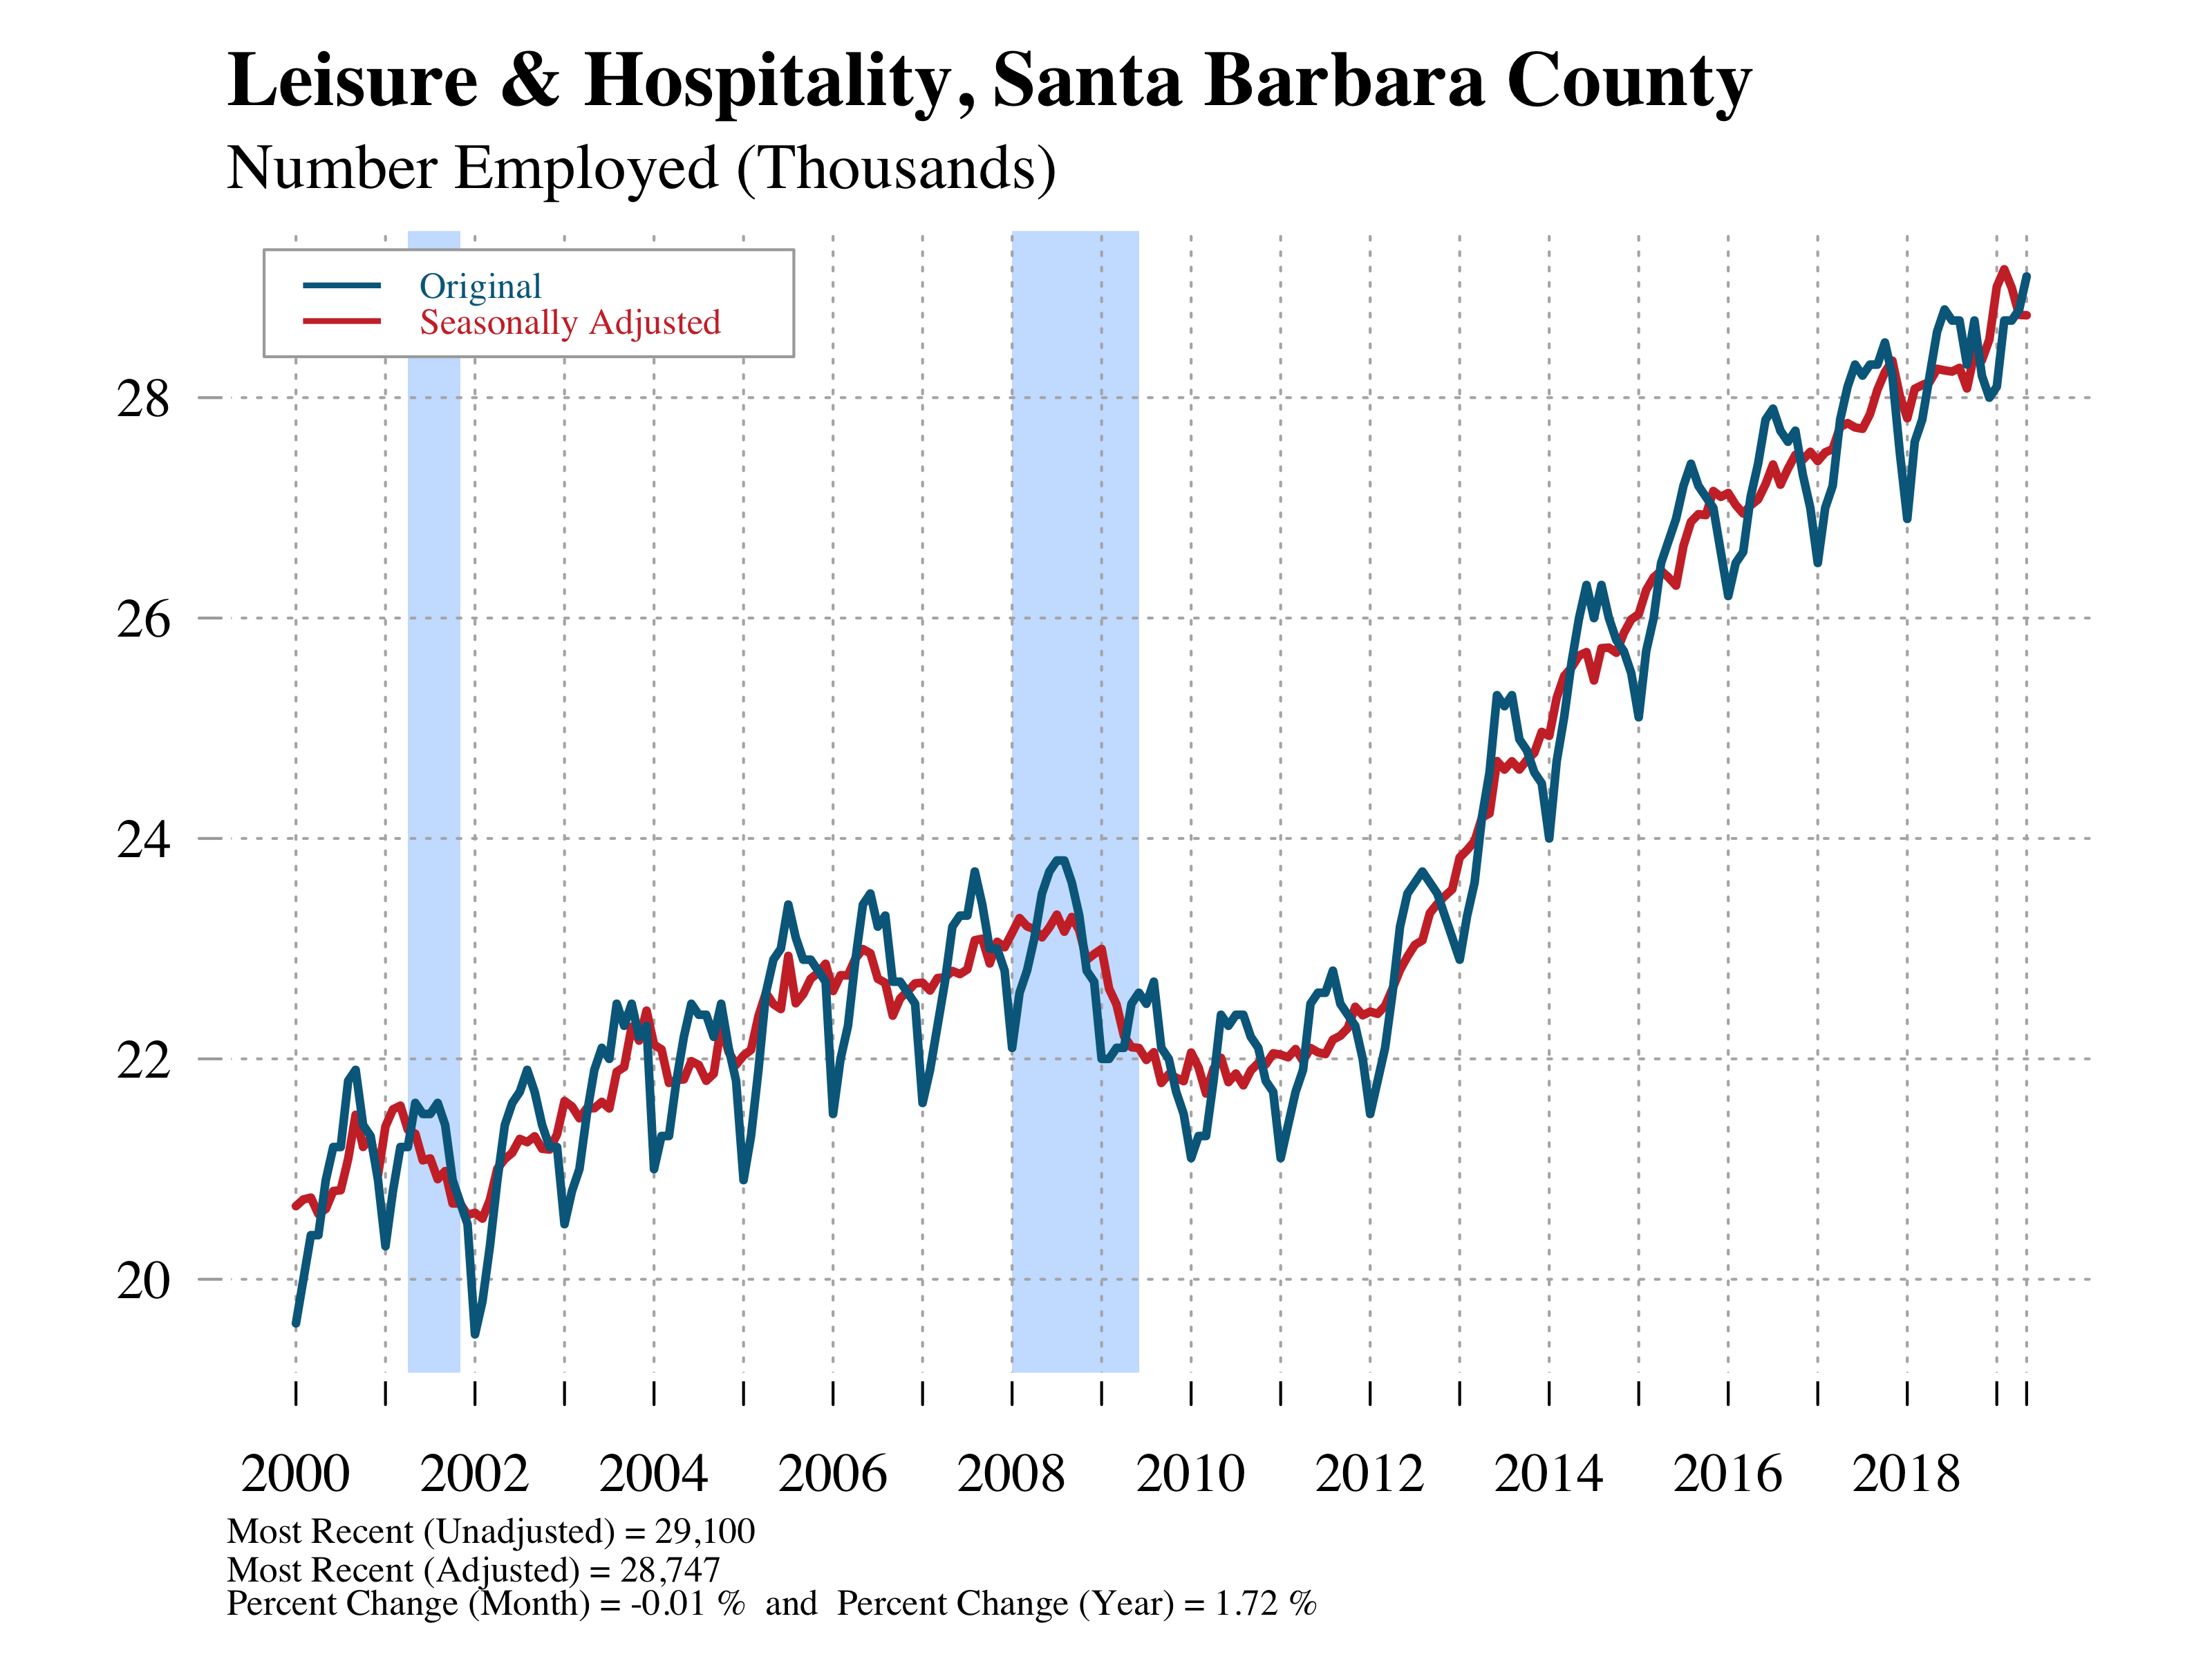 Leisure & Hospitality, Santa Barbara County
Number Employed (Thousands)
Original
Seasonally Adjusted
28
26
24
22
20
2000 2002 2004 2006 2008 2010 2012 2014 2016 2018
Most Recent (Unadjusted) = 29,100
Most Recent (Adjusted) = 28,747
Percent Change (Month) = -0.01 % and Percent Change (Year) = 1.72 %